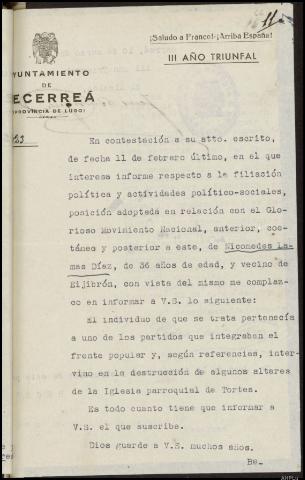 11.
¡Saludo a Franco!-¡Arriba España!
III AÑO TRIUNFAL
AYUNTAMIENTO
DE
BECERREÁ
(PROVINCIA DE LUGO)
En contestación a su atto. escrito,
de fecha 11 de febrero último, en el que
interesa informe respecto a la filiación
política y actividades político-sociales,
posición adoptada en relación con el Glo-
rioso Movimiento Nacional, anterior, coe-
táneo y posterior a este, de Nicomedes La-
mas Díaz, de 36 años de edad, y vecino de
Eijibrón, con vista del mismo me complaz-
co en informar a V.S. lo siguiente:
El individuo de que se trata pertenecía
a uno de los partidos que integraban el
frente popular y, según referencias, inter-
vino en la destrucción de algunos altares
de la Iglesia parroquial de Tortes.
Es todo cuanto tiene que informar a
V.S. el que suscribe.
Dios guarde a V.S. muchos años.
Be-
AHPLU